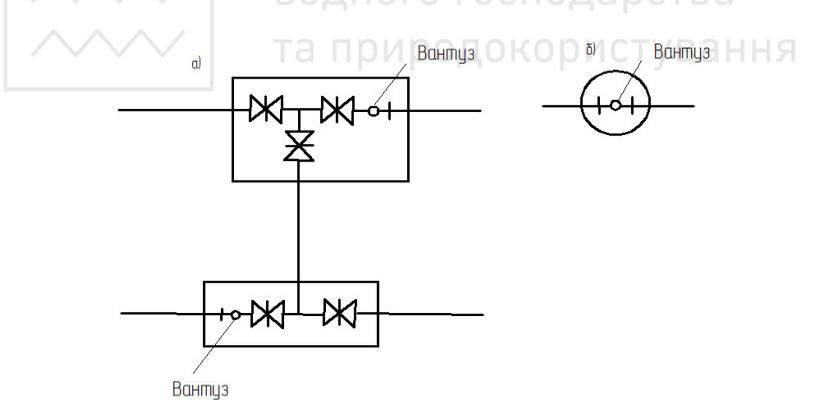 водного господарства
та природокористування
а)
Вантуз
б)
Вантуз
Вантуз